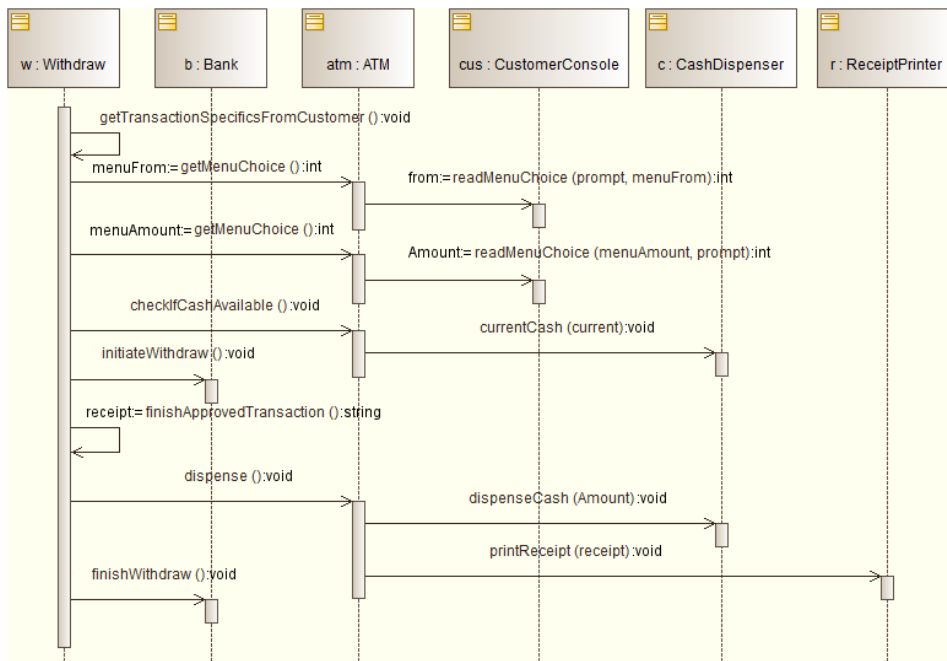 w : Withdraw
b : Bank
atm : ATM
cus : CustomerConsole
c : CashDispenser
r : ReceiptPrinter
getTransactionSpecificsFromCustomer ():void
menuFrom:= getMenuChoice ():int
from:= readMenuChoice (prompt, menuFrom):int
menuAmount:= getMenuChoice ():int
Amount:= readMenuChoice (menuAmount, prompt):int
checkIfCashAvailable ():void
currentCash (current):void
initiateWithdraw ():void
receipt:= finishApprovedTransaction ():string
dispense ():void
dispenseCash (Amount):void
printReceipt (receipt):void
finishWithdraw ():void